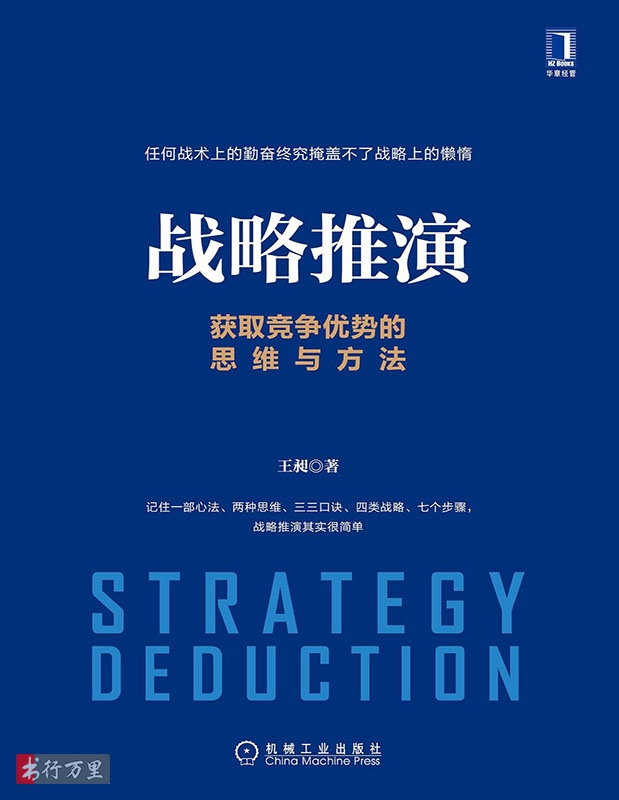 HZ BOOKS
华章经管
任何战术上的勤奋终究掩盖不了战略上的懒惰
战略推演
获取竞争优势的
思维与方法
王昶◎著
记住一部心法、两种思维、三三口诀、四类战略、七个步骤，
战略推演其实很简单
STRATEGY
DEDUCTION
机械工业出版社
China Machine Press
书行万里